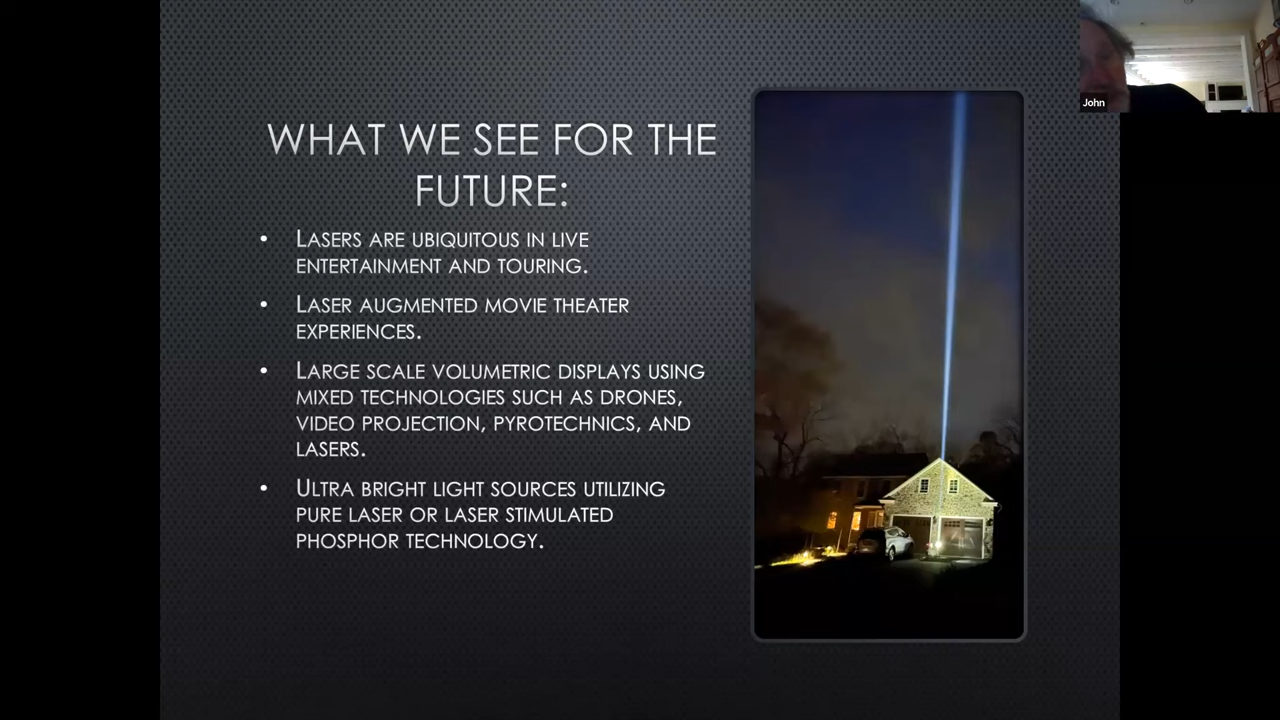 WHAT WE SEE FOR THE
FUTURE:
• LASERS ARE UBIQUITOUS IN LIVE
ENTERTAINMENT AND TOURING.
• LASER AUGMENTED MOVIE THEATER
EXPERIENCES.
• LARGE SCALE VOLUMETRIC DISPLAYS USING
MIXED TECHNOLOGIES SUCH AS DRONES,
VIDEO PROJECTION, PYROTECHNICS, AND
LASERS.
• ULTRA BRIGHT LIGHT SOURCES UTILIZING
PURE LASER OR LASER STIMULATED
PHOSPHOR TECHNOLOGY.
John